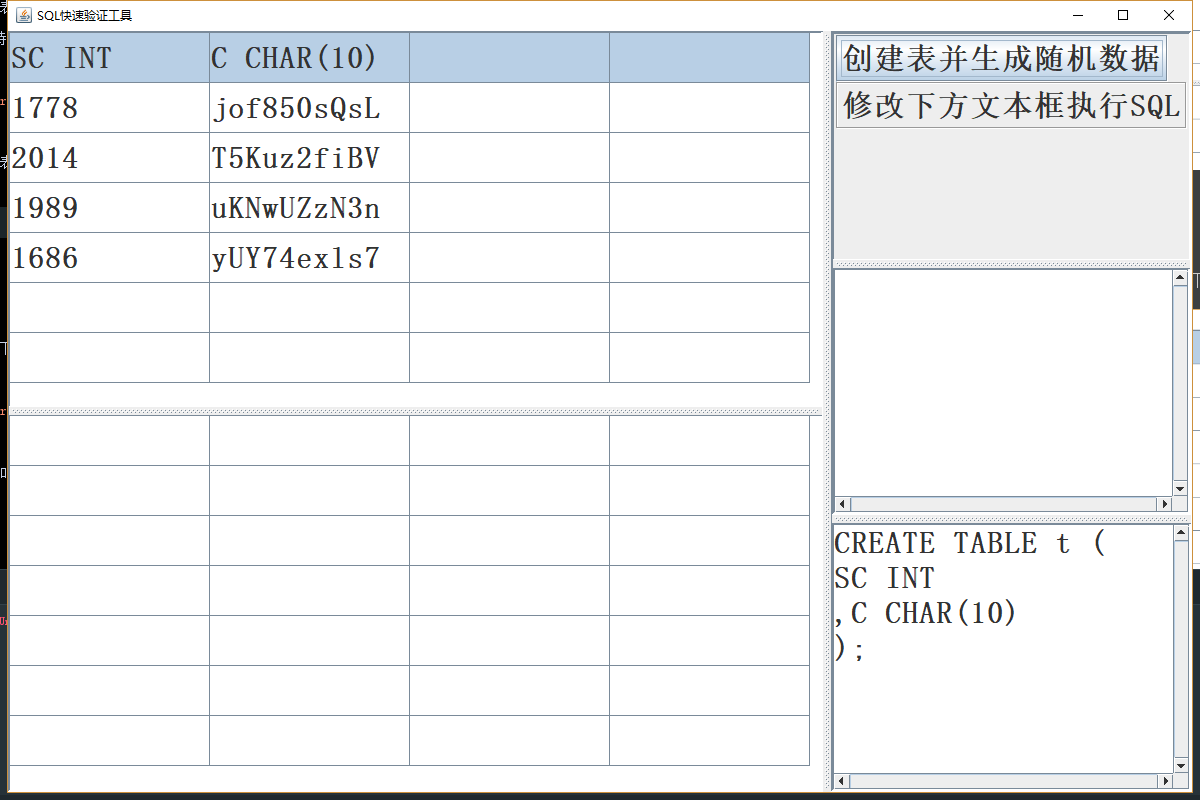 SQL快速验证工具
SC INT C CHAR(10)
1778 jof850sQsL
2014 T5Kuz2fiBV
1989 uKNwUZzN3n
1686 yUY74exls7
创建表并生成随机数据
修改下方文本框执行SQL
CREATE TABLE t (
SC INT
,C CHAR(10)
);